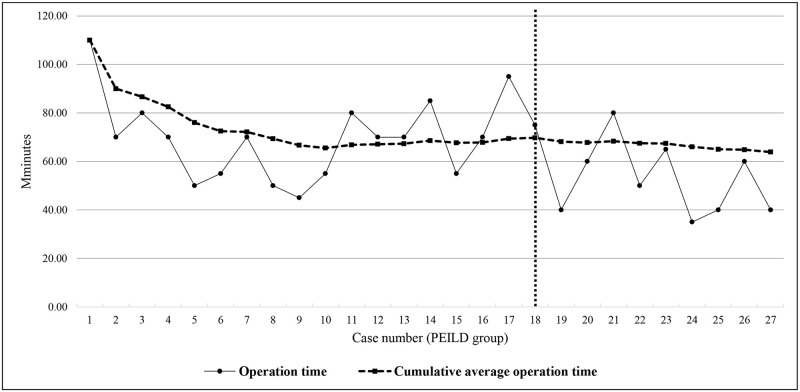 120.00
100.00
80.00
60.00
40.00
20.00
0.00
Mminutes
1 2 3 4 5 6 7 8 9 10 11 12 13 14 15 16 17 18 19 20 21 22 23 24 25 26 27
Case number (PEILD group)
Operation time Cumulative average operation time